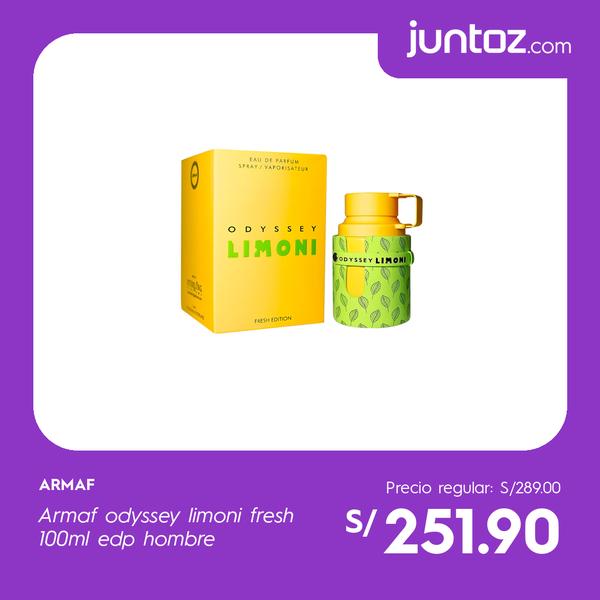 juntoz.com
EAU DE PARFUM
SPRAY / VAPORISATEUR
ODYSSEY
LIMONI
FRESH EDITION
ODYSSEY LIMONI
ARMAF
Armaf odyssey limoni fresh
100ml edp hombre
Precio regular: S/289.00
S/ 251.90